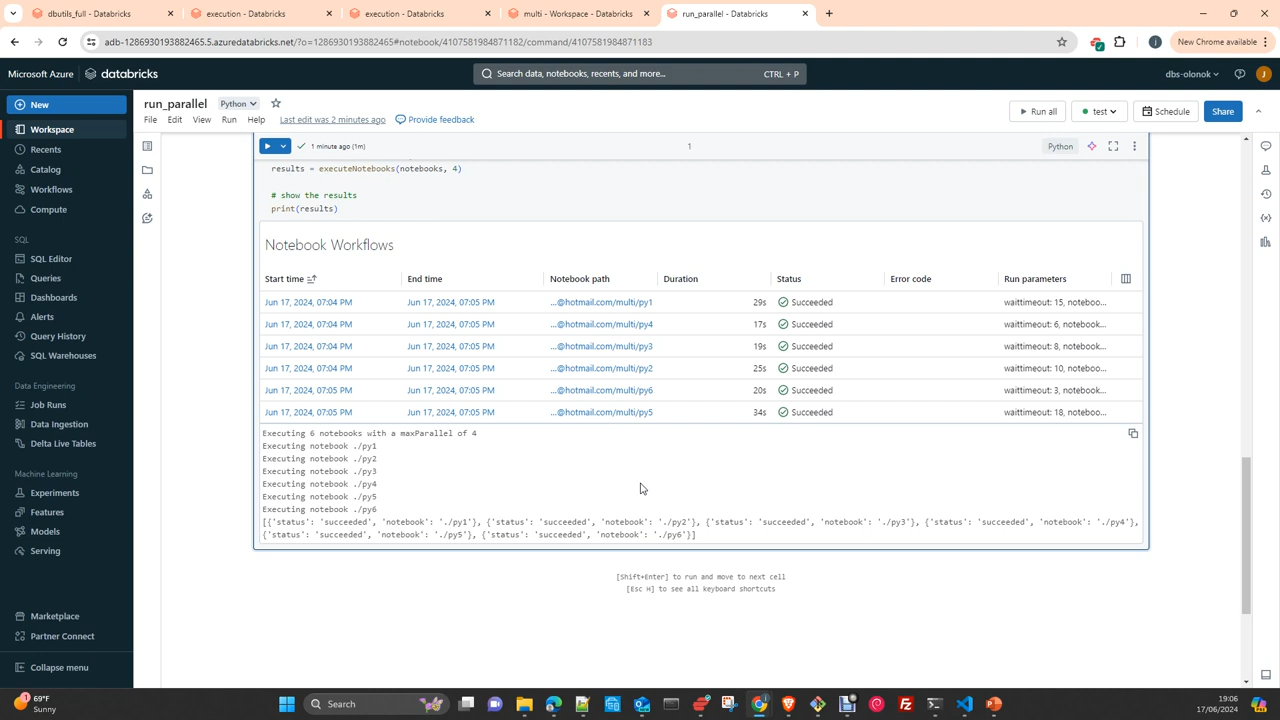 dbutils_full - Databricks
execution - Databricks
execution - Databricks
multi - Workspace - Databricks
run_parallel - Databricks
adb-1286930193882465.5.azuredatabricks.net/?o=1286930193882465#notebook/4107581984871182/command/4107581984871183
New Chrome available
Microsoft Azure
databricks
Search data, notebooks, recents, and more...
CTRL + P
dbs-olonok
J
New
Workspace
Recents
Catalog
Workflows
Compute
SQL
SQL Editor
Queries
Dashboards
Alerts
Query History
SQL Warehouses
Data Engineering
Job Runs
Data Ingestion
Delta Live Tables
Machine Learning
Experiments
Features
Models
Serving
Marketplace
Partner Connect
Collapse menu
run_parallel
Python
File Edit View Run Help
Last edit was 2 minutes ago
Provide feedback
Run all
test
Schedule
Share
1 minute ago (1m)
1
Python
results = executeNotebooks(notebooks, 4)
# show the results
print(results)
Notebook Workflows
Start time End time Notebook path Duration Status Error code Run parameters
Jun 17, 2024, 07:04 PM Jun 17, 2024, 07:05 PM ...@hotmail.com/multi/py1 29s Succeeded waittimeout: 15, noteboo...
Jun 17, 2024, 07:04 PM Jun 17, 2024, 07:05 PM ...@hotmail.com/multi/py4 17s Succeeded waittimeout: 6, noteboo...
Jun 17, 2024, 07:04 PM Jun 17, 2024, 07:05 PM ...@hotmail.com/multi/py3 19s Succeeded waittimeout: 8, noteboo...
Jun 17, 2024, 07:04 PM Jun 17, 2024, 07:05 PM ...@hotmail.com/multi/py2 25s Succeeded waittimeout: 10, noteboo...
Jun 17, 2024, 07:05 PM Jun 17, 2024, 07:05 PM ...@hotmail.com/multi/py6 20s Succeeded waittimeout: 3, noteboo...
Jun 17, 2024, 07:05 PM Jun 17, 2024, 07:05 PM ...@hotmail.com/multi/py5 34s Succeeded waittimeout: 18, noteboo...
Executing 6 notebooks with a maxParallel of 4
Executing notebook ./py1
Executing notebook ./py2
Executing notebook ./py3
Executing notebook ./py4
Executing notebook ./py5
Executing notebook ./py6
[{'status': 'succeeded', 'notebook': './py1'}, {'status': 'succeeded', 'notebook': './py2'}, {'status': 'succeeded', 'notebook': './py3'}, {'status': 'succeeded', 'notebook': './py4'},
{'status': 'succeeded', 'notebook': './py5'}, {'status': 'succeeded', 'notebook': './py6'}]
[Shift+Enter] to run and move to next cell
[Esc H] to see all keyboard shortcuts
69°F
Sunny
Search
19:06
17/06/2024